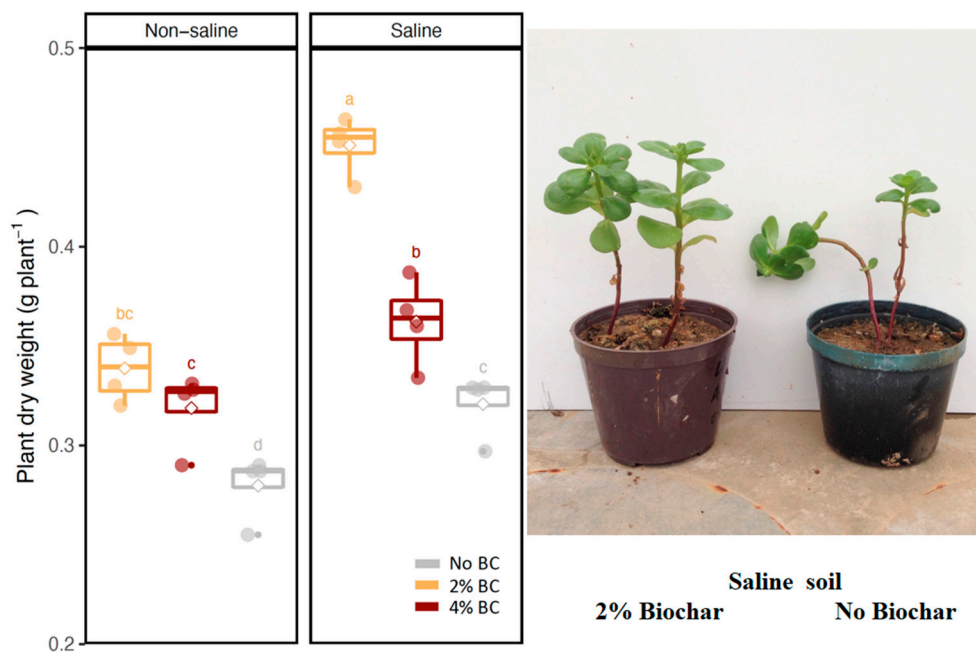 Non-saline
Saline
Plant dry weight (g plant⁻¹)
0.5
0.4
0.3
0.2
bc
c
d
a
b
c
No BC
2% BC
4% BC
Saline soil
2% Biochar No Biochar